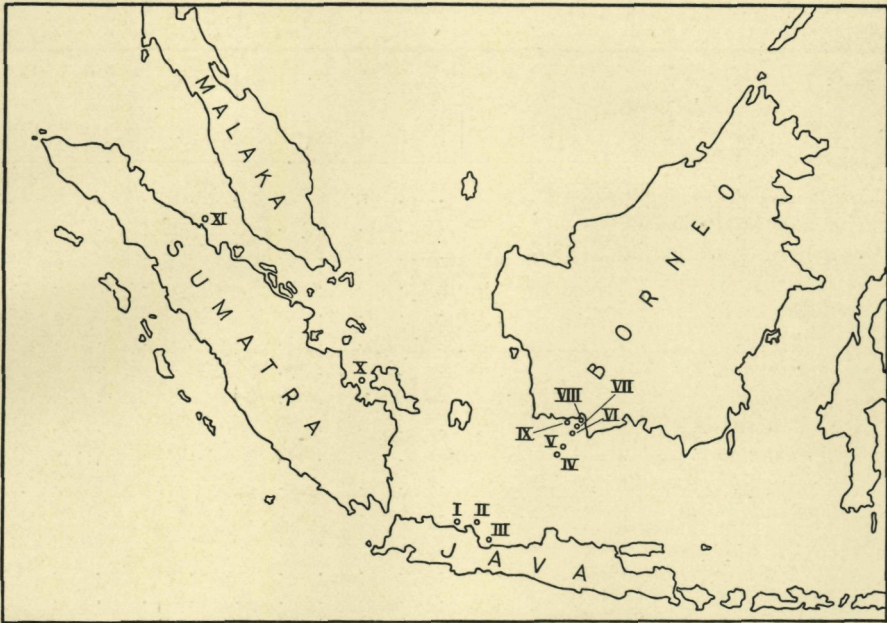 MALAKA
XI
SUMATRA
BORNEO
X
VIII
VII
VI
IX
V
IV
I
II
III
JAVA